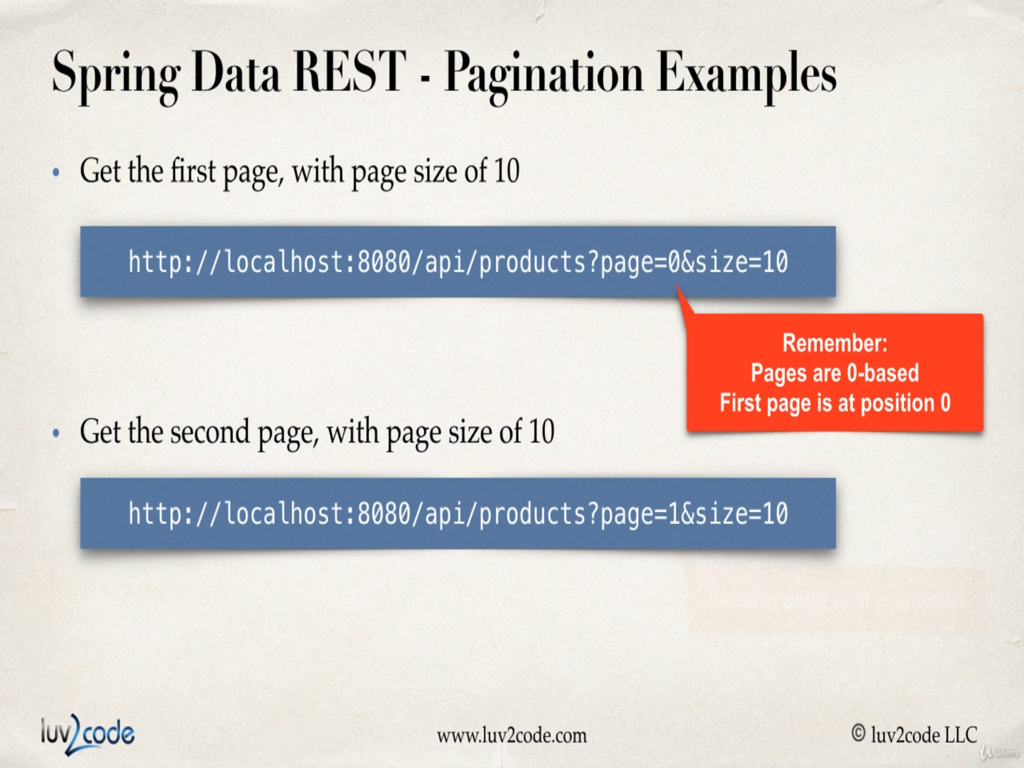 Spring Data REST - Pagination Examples
• Get the first page, with page size of 10
http://localhost:8080/api/products?page=0&size=10
Remember:
Pages are 0-based
First page is at position 0
• Get the second page, with page size of 10
http://localhost:8080/api/products?page=1&size=10
luv2code
www.luv2code.com
© luv2code LLC